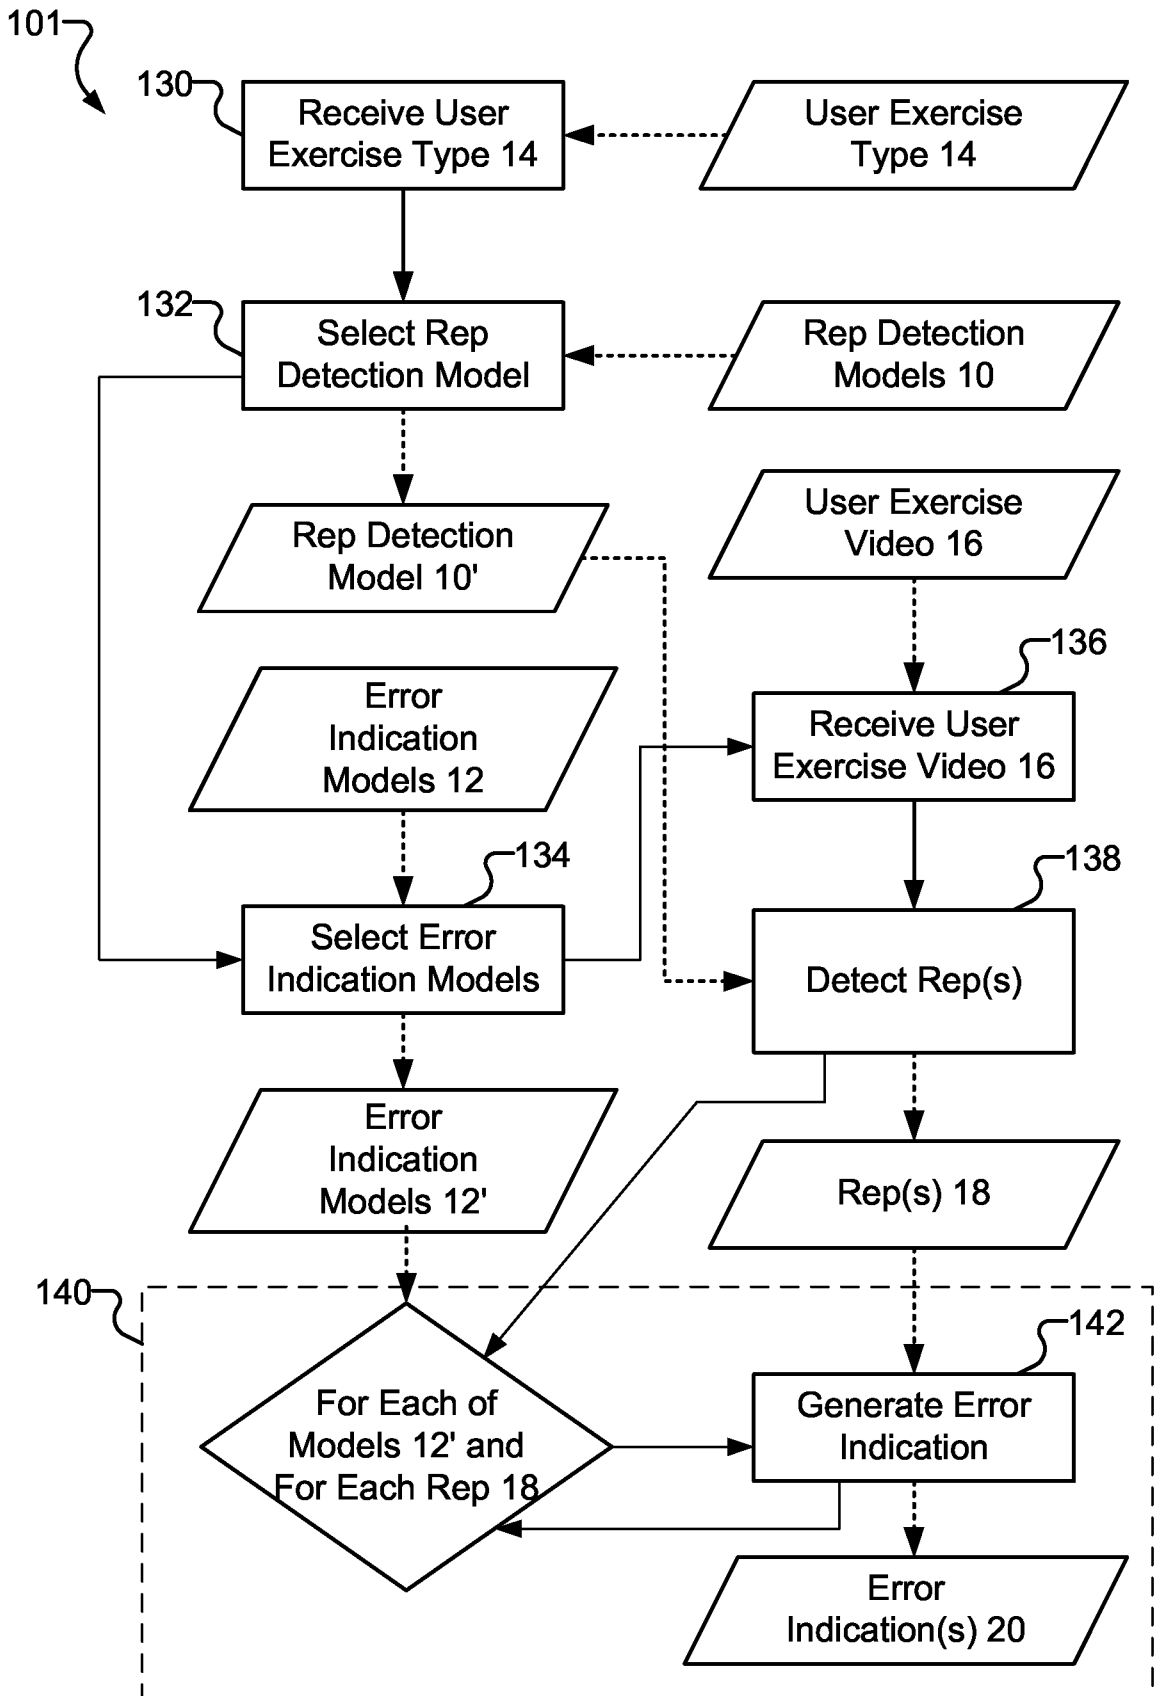 101
130
Receive User
Exercise Type 14
User Exercise
Type 14
132
Select Rep
Detection Model
Rep Detection
Models 10
Rep Detection
Model 10'
User Exercise
Video 16
136
Error
Indication
Models 12
Receive User
Exercise Video 16
134
138
Select Error
Indication Models
Detect Rep(s)
Error
Indication
Models 12'
Rep(s) 18
140
142
For Each of
Models 12' and
For Each Rep 18
Generate Error
Indication
Error
Indication(s) 20